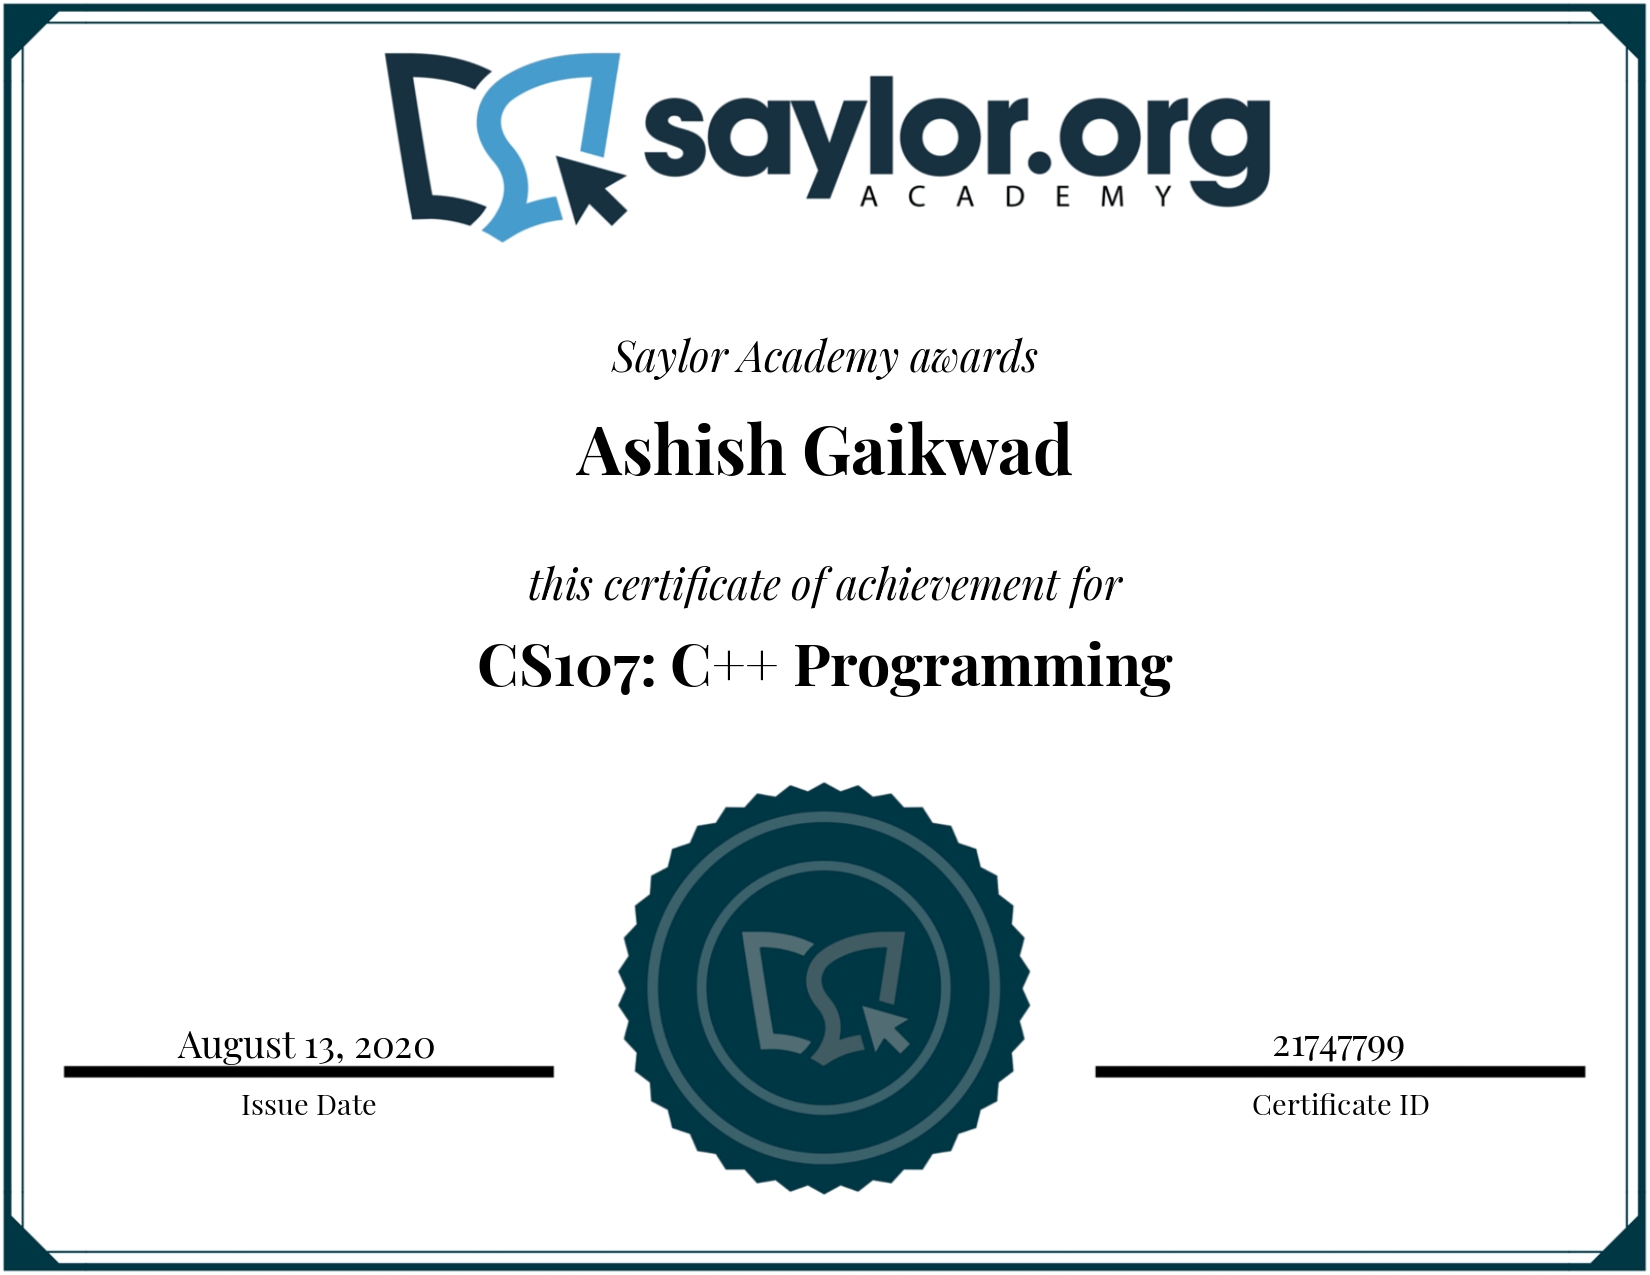 saylor.org
ACADEMY
Saylor Academy awards
Ashish Gaikwad
this certificate of achievement for
CS107: C++ Programming
August 13, 2020
Issue Date
21747799
Certificate ID